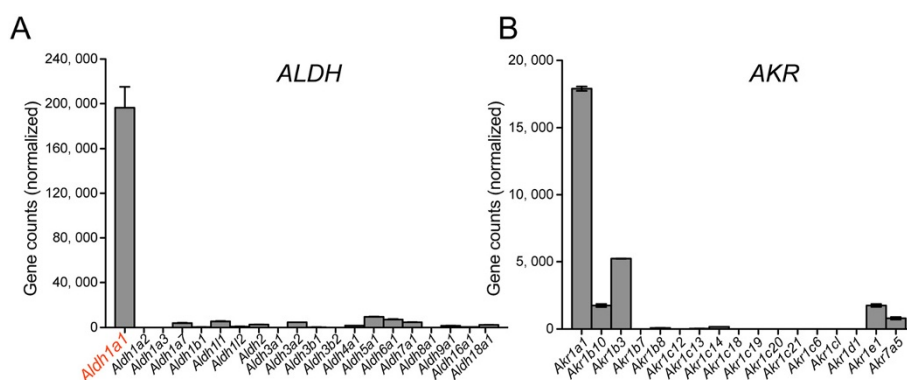 A
ALDH
Gene counts (normalized)
240, 000
200, 000
160, 000
120, 000
80, 000
40, 000
0
Aldh1a1
Aldh1a2
Aldh1a3
Aldh1a7
Aldh1b1
Aldh1l1
Aldh1l2
Aldh2
Aldh3a1
Aldh3a2
Aldh3b1
Aldh3b2
Aldh4a1
Aldh5a1
Aldh6a1
Aldh7a1
Aldh8a1
Aldh9a1
Aldh16a1
Aldh18a1
B
AKR
Gene counts (normalized)
20, 000
15, 000
10, 000
5, 000
0
Akr1a1
Akr1b10
Akr1b3
Akr1b7
Akr1b8
Akr1c12
Akr1c13
Akr1c14
Akr1c18
Akr1c19
Akr1c20
Akr1c21
Akr1c6
Akr1cl
Akr1d1
Akr1e1
Akr7a5